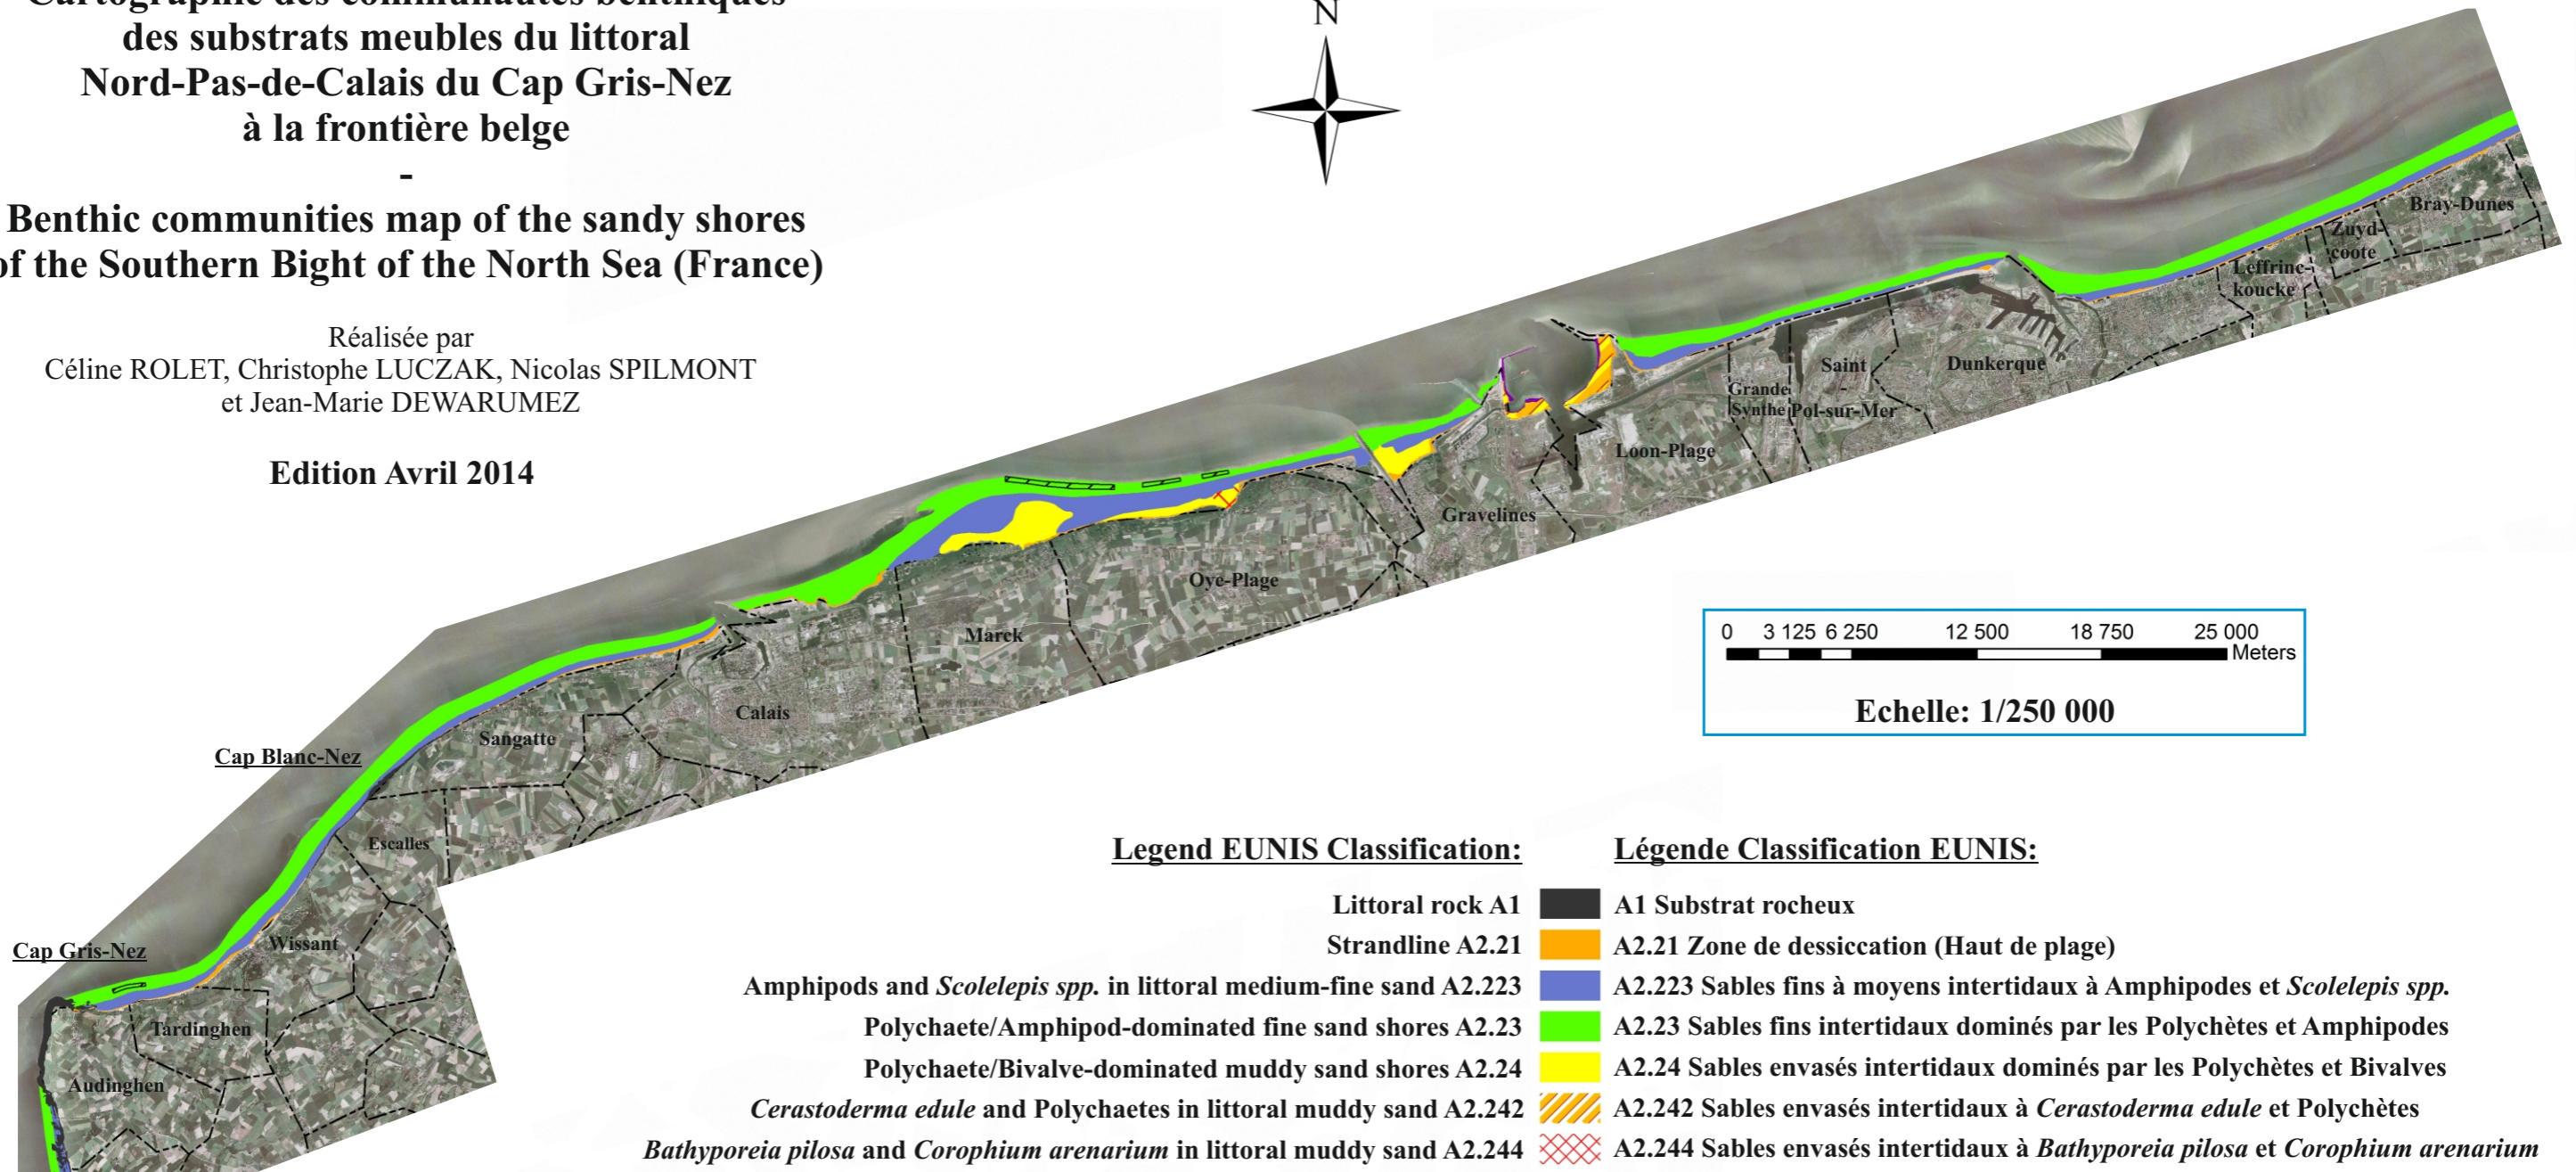 Cartographie des communautés benthiques
des substrats meubles du littoral
Nord-Pas-de-Calais du Cap Gris-Nez
à la frontière belge
-
Benthic communities map of the sandy shores
of the Southern Bight of the North Sea (France)
Réalisée par
Céline ROLET, Christophe LUCZAK, Nicolas SPILMONT
et Jean-Marie DEWARUMEZ
Edition Avril 2014
N
Bray-Dunes
Zuyd-
coote
Leffrinc-
koucke
Dunkerque
Saint
-
Pol-sur-Mer
Grande
Synthe
Loon-Plage
Gravelines
Oye-Plage
Marck
Calais
Sangatte
Cap Blanc-Nez
Escalles
Wissant
Cap Gris-Nez
Tardinghen
Audinghen
0 3 125 6 250 12 500 18 750 25 000
Meters
Echelle: 1/250 000
Legend EUNIS Classification: Légende Classification EUNIS:
Littoral rock A1 A1 Substrat rocheux
Strandline A2.21 A2.21 Zone de dessiccation (Haut de plage)
Amphipods and Scolelepis spp. in littoral medium-fine sand A2.223 A2.223 Sables fins à moyens intertidaux à Amphipodes et Scolelepis spp.
Polychaete/Amphipod-dominated fine sand shores A2.23 A2.23 Sables fins intertidaux dominés par les Polychètes et Amphipodes
Polychaete/Bivalve-dominated muddy sand shores A2.24 A2.24 Sables envasés intertidaux dominés par les Polychètes et Bivalves
Cerastoderma edule and Polychaetes in littoral muddy sand A2.242 A2.242 Sables envasés intertidaux à Cerastoderma edule et Polychètes
Bathyporeia pilosa and Corophium arenarium in littoral muddy sand A2.244 A2.244 Sables envasés intertidaux à Bathyporeia pilosa et Corophium arenarium